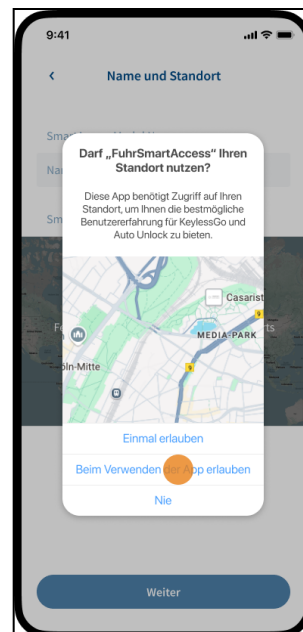 9:41
Name und Standort
Darf „FuhrSmartAccess“ Ihren
Standort nutzen?
Diese App benötigt Zugriff auf Ihren
Standort, um Ihnen die bestmögliche
Benutzererfahrung für KeylessGo und
Auto Unlock zu bieten.
Casarist
9
MEDIA-PARK
öln-Mitte
9
Einmal erlauben
Beim Verwenden der App erlauben
Nie
Weiter